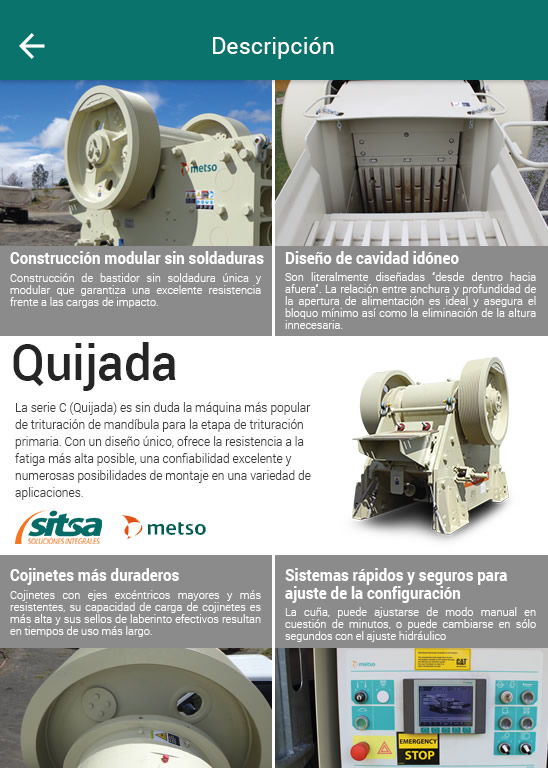 Descripción
metso
Construcción modular sin soldaduras
Construcción de bastidor sin soldadura única y
modular que garantiza una excelente resistencia
frente a las cargas de impacto.
Diseño de cavidad idóneo
Son literalmente diseñadas "desde dentro hacia
afuera". La relación entre anchura y profundidad de
la apertura de alimentación es ideal y asegura el
bloquo mínimo así como la eliminación de la altura
innecesaria.
Quijada
La serie C (Quijada) es sin duda la máquina más popular
de trituración de mandíbula para la etapa de trituración
primaria. Con un diseño único, ofrece la resistencia a la
fatiga más alta posible, una confiabilidad excelente y
numerosas posibilidades de montaje en una variedad de
aplicaciones.
sitsa
SOLUCIONES INTEGRALES
metso
Cojinetes más duraderos
Cojinetes con ejes excéntricos mayores y más
resistentes, su capacidad de carga de cojinetes es
más alta y sus sellos de laberinto efectivos resultan
en tiempos de uso más largo.
Sistemas rápidos y seguros para
ajuste de la configuración
La cuña, puede ajustarse de modo manual en
cuestión de minutos, o puede cambiarse en sólo
segundos con el ajuste hidráulico
metso
CAT
EMERGENCY
STOP